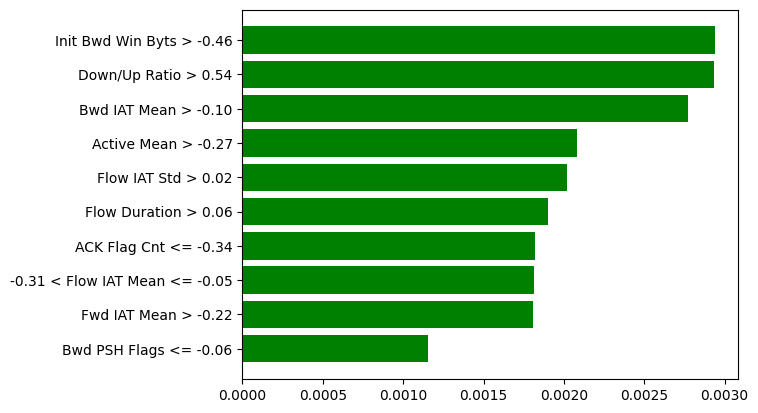 Init Bwd Win Byts > -0.46
Down/Up Ratio > 0.54
Bwd IAT Mean > -0.10
Active Mean > -0.27
Flow IAT Std > 0.02
Flow Duration > 0.06
ACK Flag Cnt <= -0.34
-0.31 < Flow IAT Mean <= -0.05
Fwd IAT Mean > -0.22
Bwd PSH Flags <= -0.06
0.0000 0.0005 0.0010 0.0015 0.0020 0.0025 0.0030